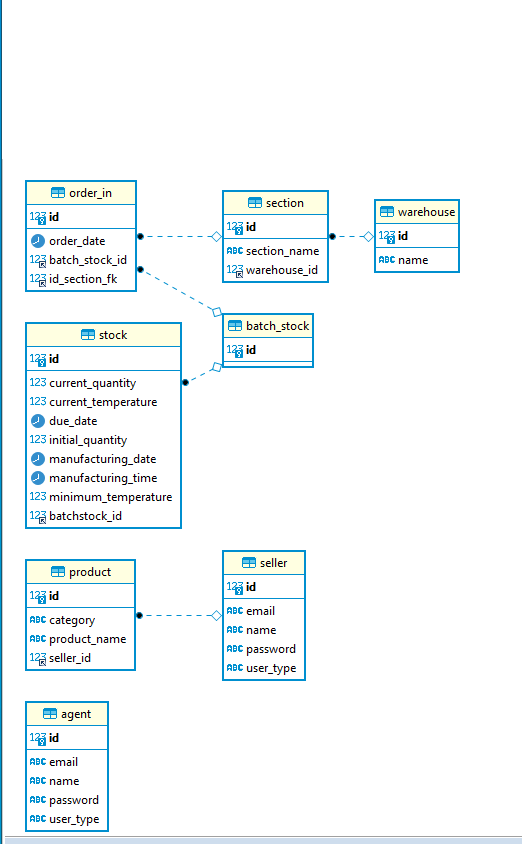 order_in
123 id
order_date
123 batch_stock_id
123 id_section_fk
section
123 id
ABC section_name
123 warehouse_id
warehouse
123 id
ABC name
batch_stock
123 id
stock
123 id
123 current_quantity
123 current_temperature
due_date
123 initial_quantity
manufacturing_date
manufacturing_time
123 minimum_temperature
123 batchstock_id
product
123 id
ABC category
ABC product_name
123 seller_id
seller
123 id
ABC email
ABC name
ABC password
ABC user_type
agent
123 id
ABC email
ABC name
ABC password
ABC user_type